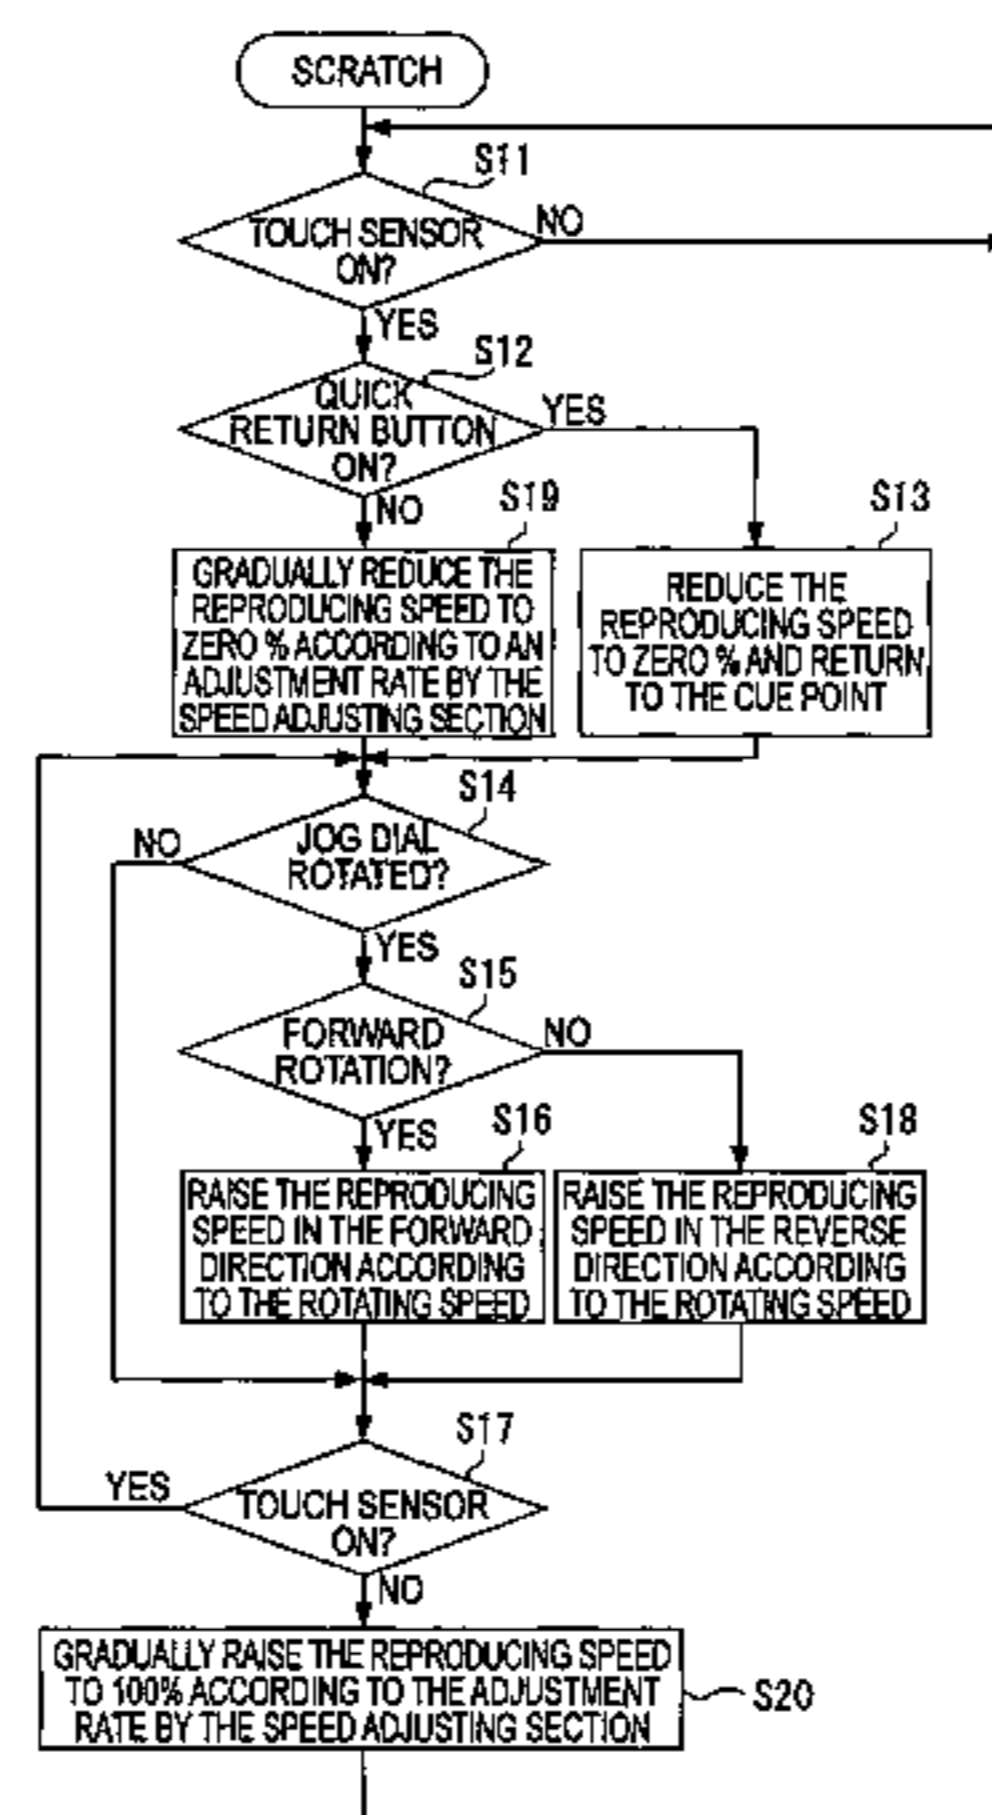 SCRATCH
S11
TOUCH SENSOR
ON?
NO
YES
S12
QUICK
RETURN BUTTON
ON?
YES
NO
S19
GRADUALLY REDUCE THE
REPRODUCING SPEED TO
ZERO % ACCORDING TO AN
ADJUSTMENT RATE BY THE
SPEED ADJUSTING SECTION
S13
REDUCE THE
REPRODUCING SPEED
TO ZERO % AND RETURN
TO THE CUE POINT
S14
JOG DIAL
ROTATED?
NO
YES
S15
FORWARD
ROTATION?
NO
YES
S16
RAISE THE REPRODUCING
SPEED IN THE FORWARD
DIRECTION ACCORDING
TO THE ROTATING SPEED
S18
RAISE THE REPRODUCING
SPEED IN THE REVERSE
DIRECTION ACCORDING
TO THE ROTATING SPEED
S17
TOUCH SENSOR
ON?
YES
NO
GRADUALLY RAISE THE REPRODUCING SPEED
TO 100% ACCORDING TO THE ADJUSTMENT
RATE BY THE SPEED ADJUSTING SECTION
S20